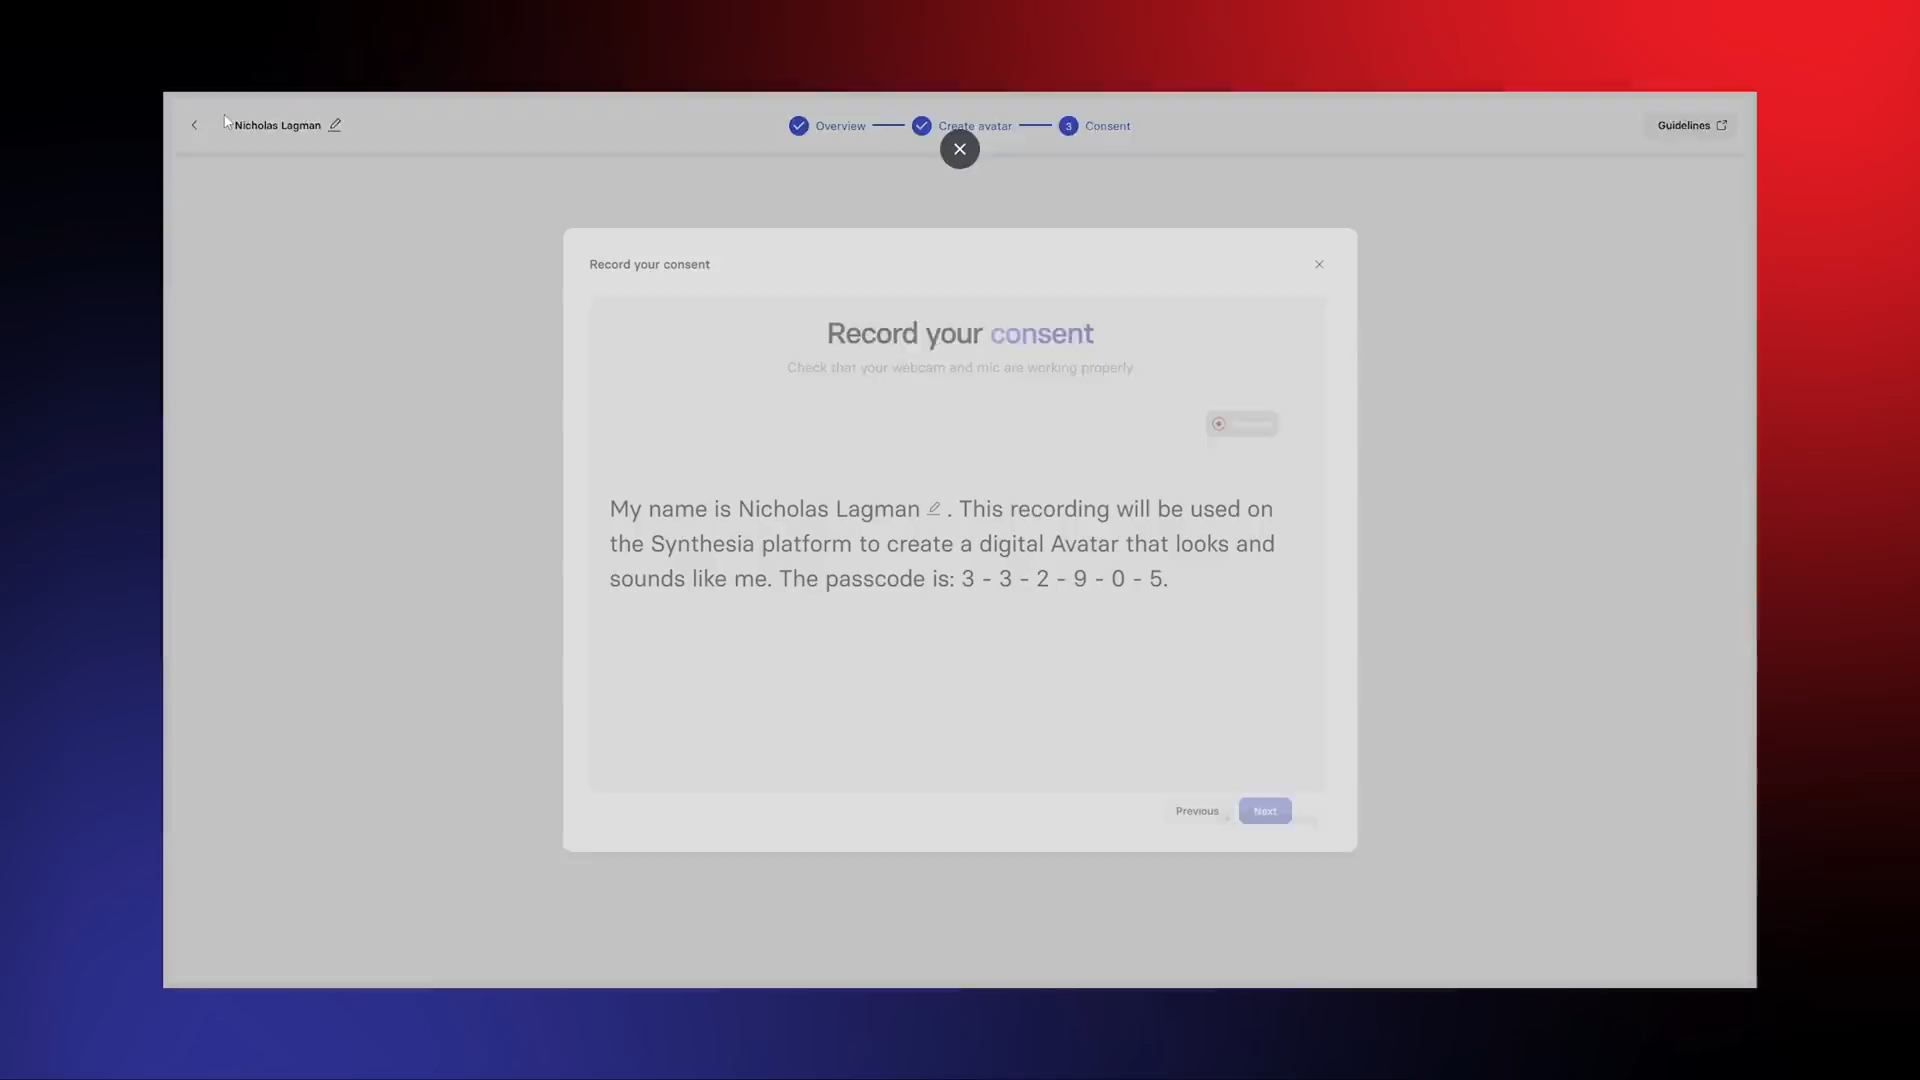 Nicholas Lagman
Overview
Create avatar
3
Consent
Guidelines
Record your consent
Record your consent
Check that your webcam and mic are working properly
My name is Nicholas Lagman . This recording will be used on
the Synthesia platform to create a digital Avatar that looks and
sounds like me. The passcode is: 3 - 3 - 2 - 9 - 0 - 5.
Previous
Next